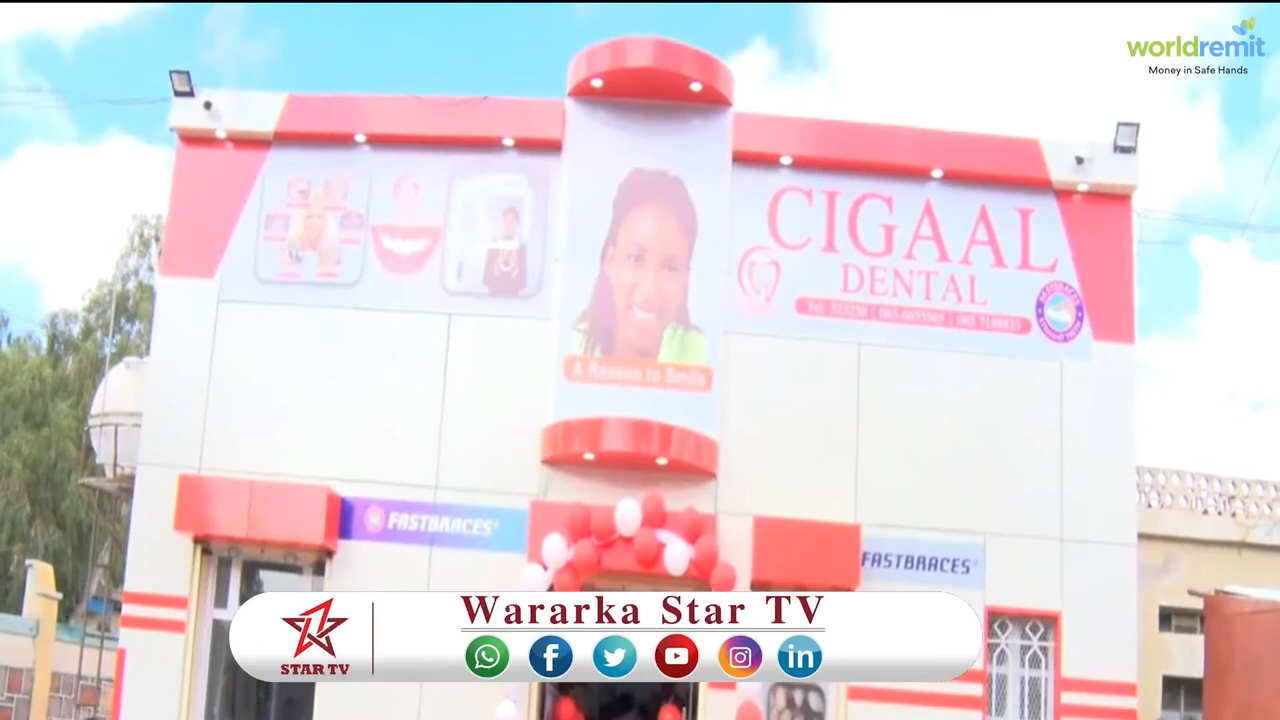 worldremit
Money in Safe Hands
CIGAAL
DENTAL
A Reason to Smile
FASTBRACES
FASTBRACES
Wararka Star TV
STAR TV